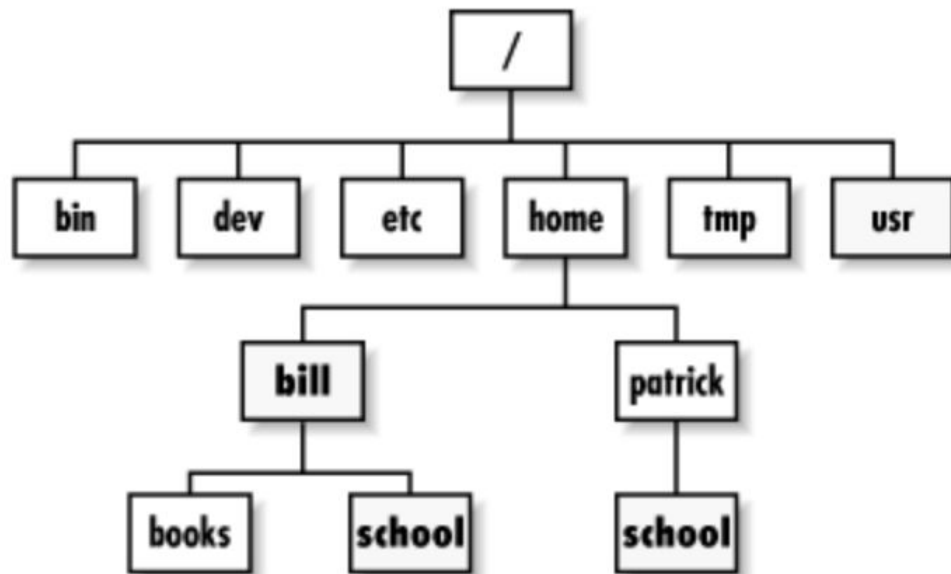 /
bin dev etc home tmp usr
bill patrick
books school school